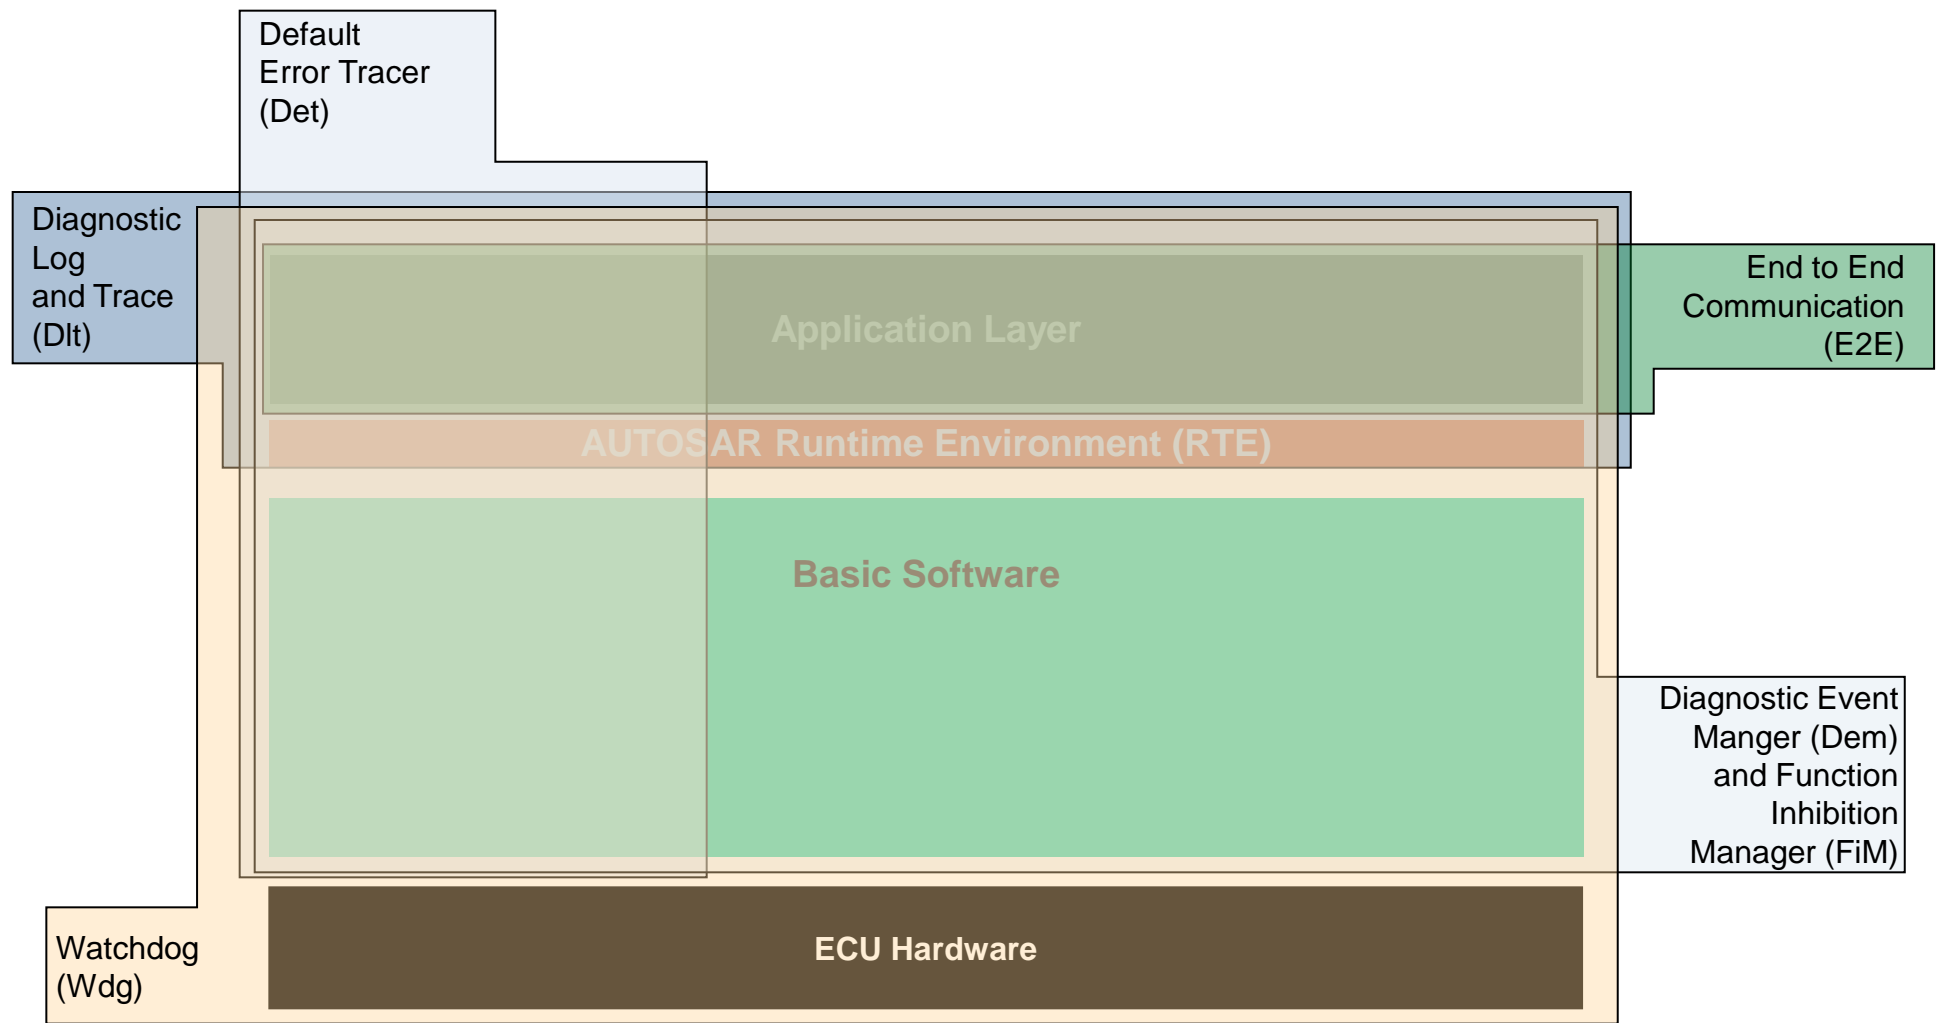 Default
Error Tracer
(Det)
Diagnostic
Log
and Trace
(Dlt)
Application Layer
End to End
Communication
(E2E)
AUTOSAR Runtime Environment (RTE)
Basic Software
Diagnostic Event
Manger (Dem)
and Function
Inhibition
Manager (FiM)
Watchdog
(Wdg)
ECU Hardware